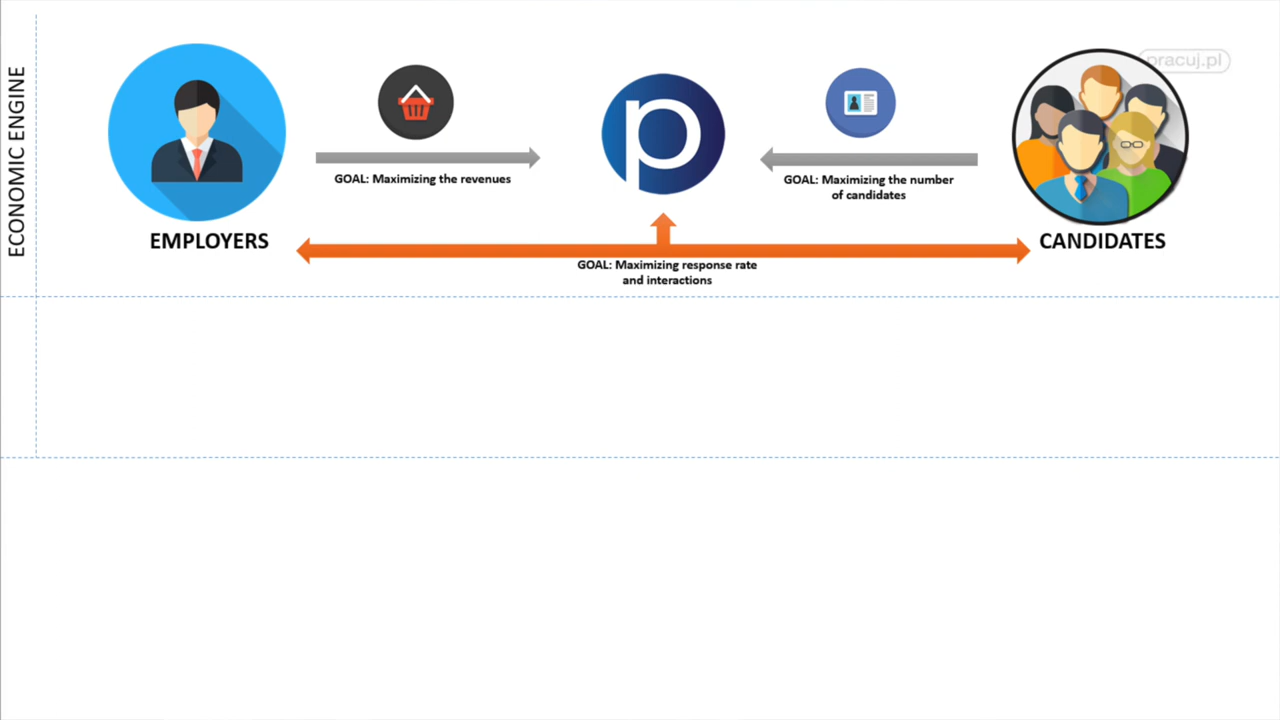 ECONOMIC ENGINE
pracuj.pl
p
GOAL: Maximizing the revenues
GOAL: Maximizing the number
of candidates
EMPLOYERS
CANDIDATES
GOAL: Maximizing response rate
and interactions